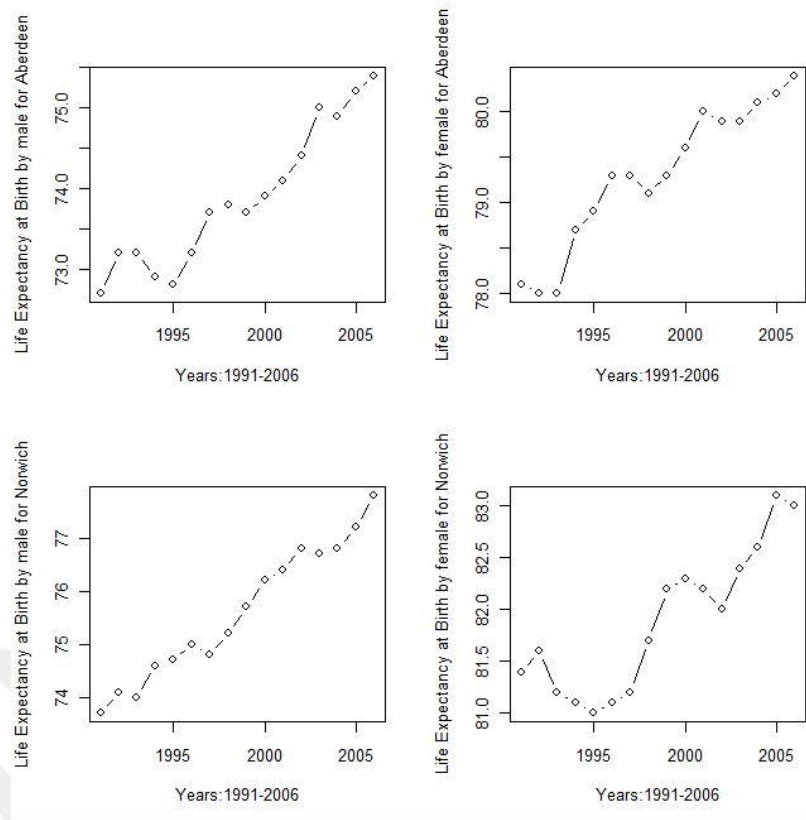 Life Expectancy at Birth by male for Aberdeen
75.0
74.0
73.0
1995 2000 2005
Years:1991-2006
Life Expectancy at Birth by female for Aberdeen
80.0
79.0
78.0
1995 2000 2005
Years:1991-2006
Life Expectancy at Birth by male for Norwich
77
76
75
74
1995 2000 2005
Years:1991-2006
Life Expectancy at Birth by female for Norwich
83.0
82.5
82.0
81.5
81.0
1995 2000 2005
Years:1991-2006